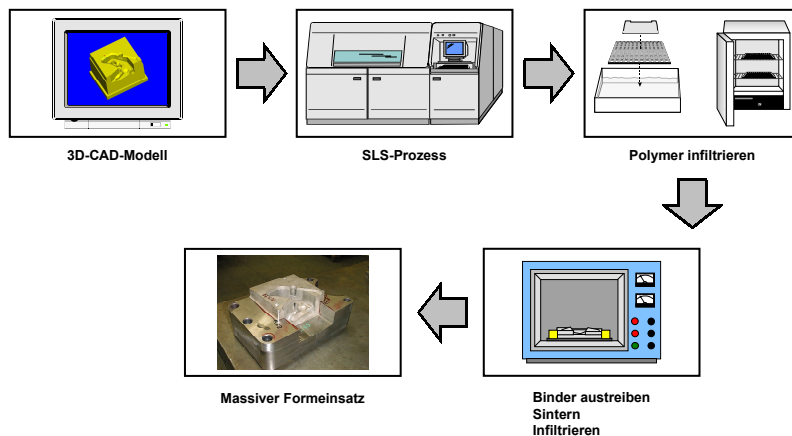 3D-CAD-Modell
SLS-Prozess
Polymer infiltrieren
Massiver Formeinsatz
Binder austreiben
Sintern
Infiltrieren